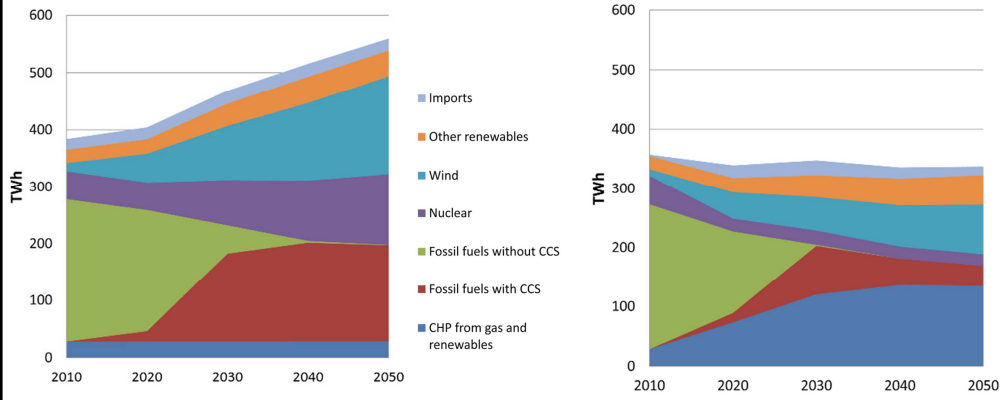 600
500
400
300
200
100
0
TWh
2010 2020 2030 2040 2050
Imports
Other renewables
Wind
Nuclear
Fossil fuels without CCS
Fossil fuels with CCS
CHP from gas and
renewables
600
500
400
300
200
100
0
TWh
2010 2020 2030 2040 2050